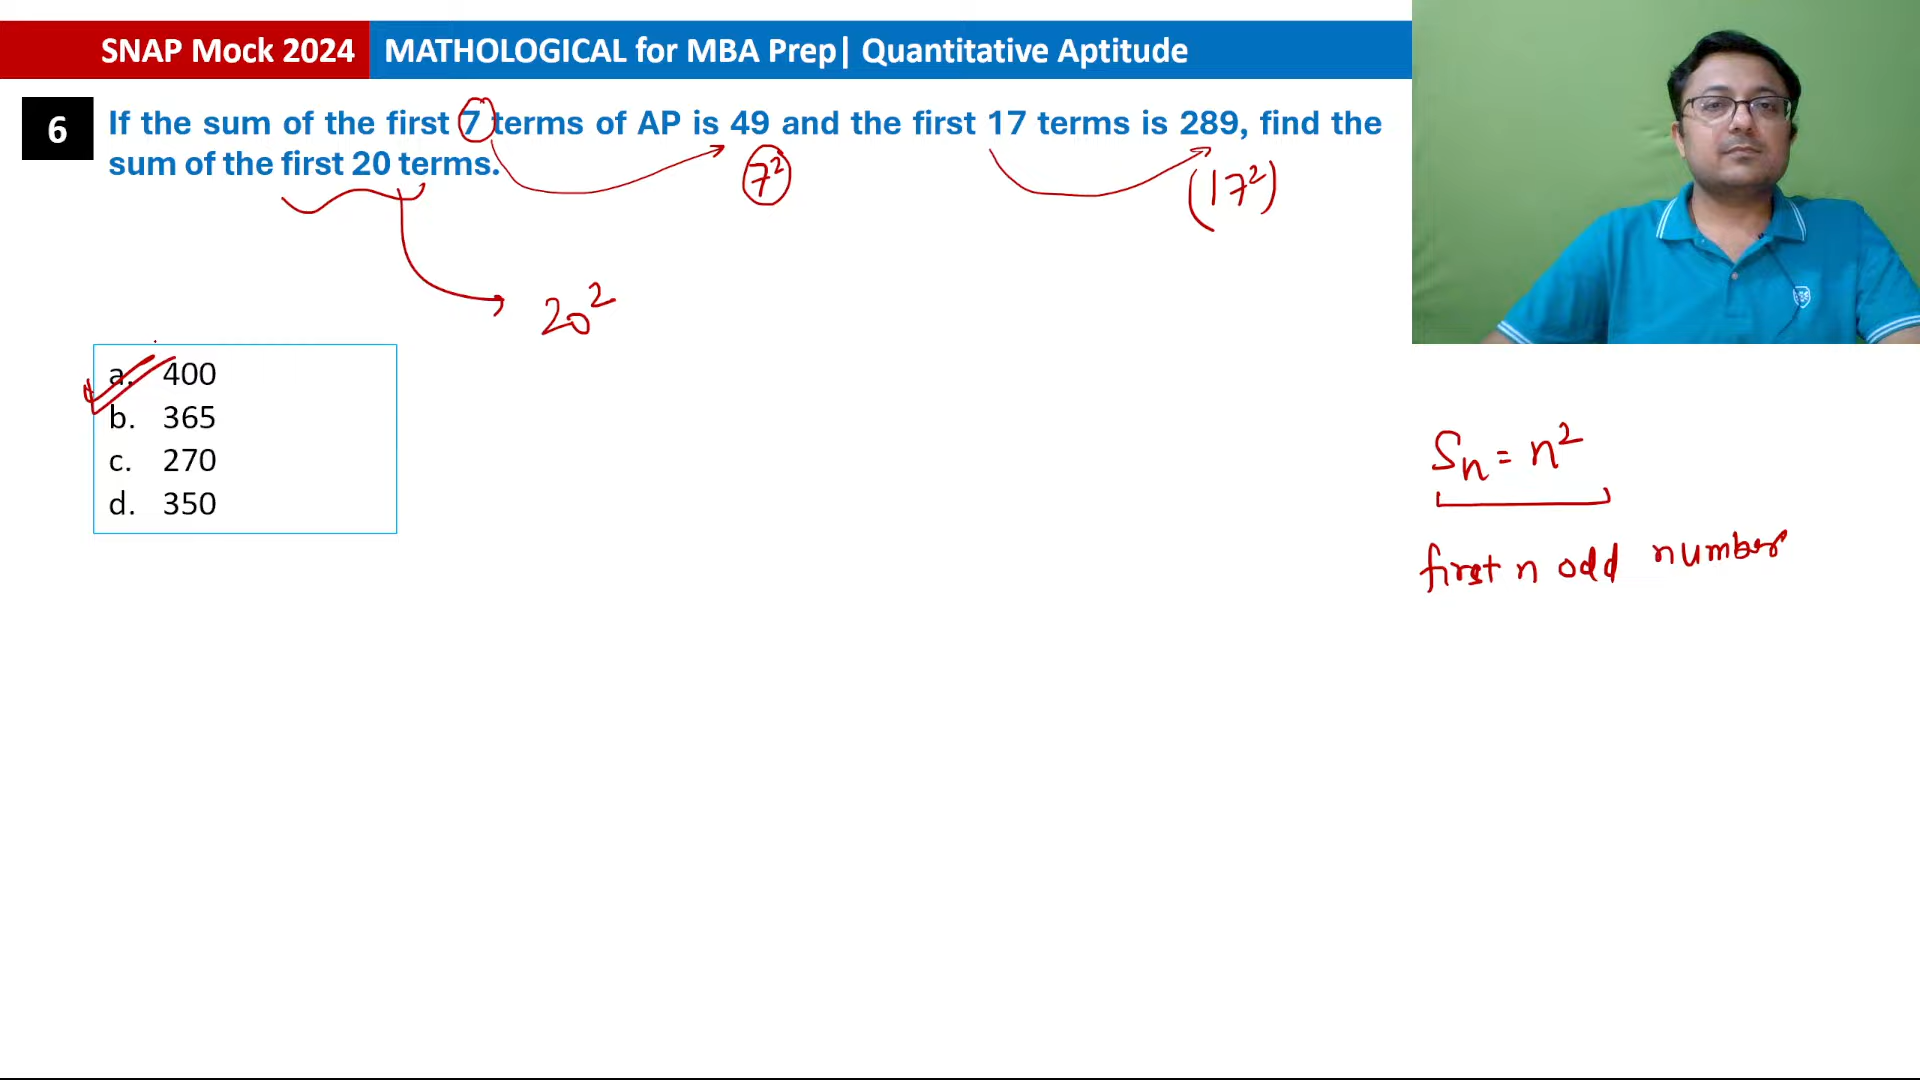 SNAP Mock 2024 MATHOLOGICAL for MBA Prep| Quantitative Aptitude
6 If the sum of the first 7 terms of AP is 49 and the first 17 terms is 289, find the
sum of the first 20 terms.
7²
(17²)
20²
a. 400
b. 365
c. 270
d. 350
Sn = n²
first n odd number